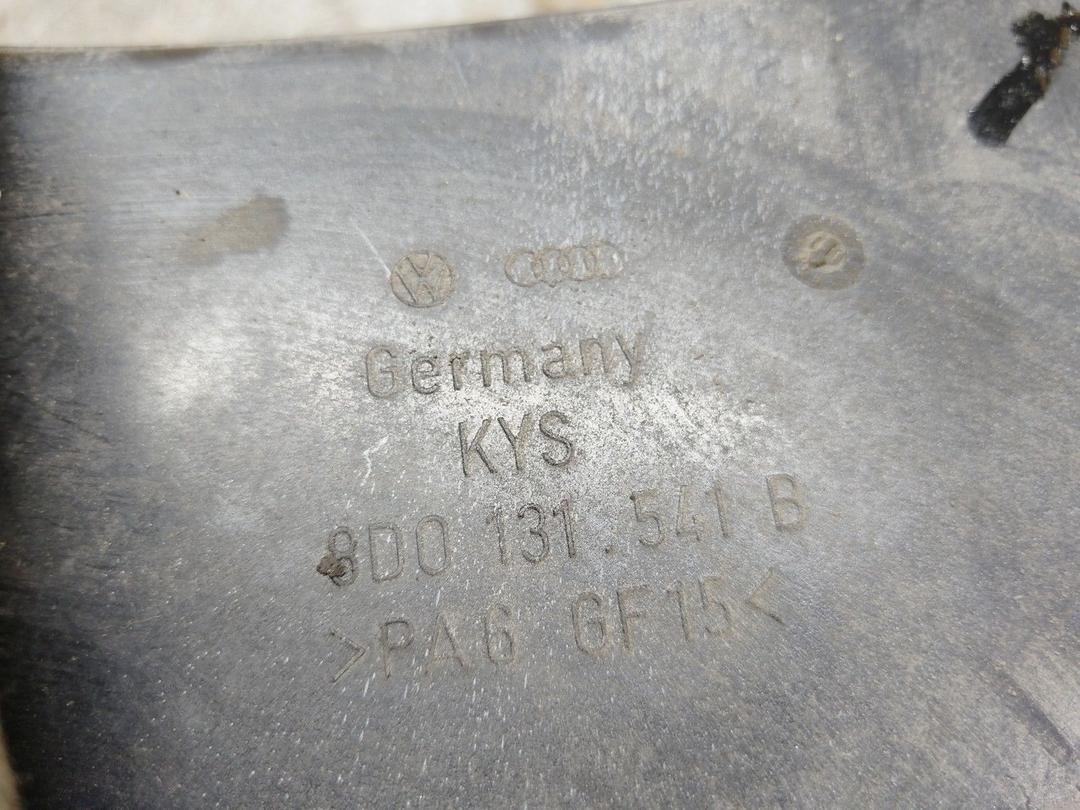 Germany
KYS
8D0 131.541 B
>PA6 GF15<